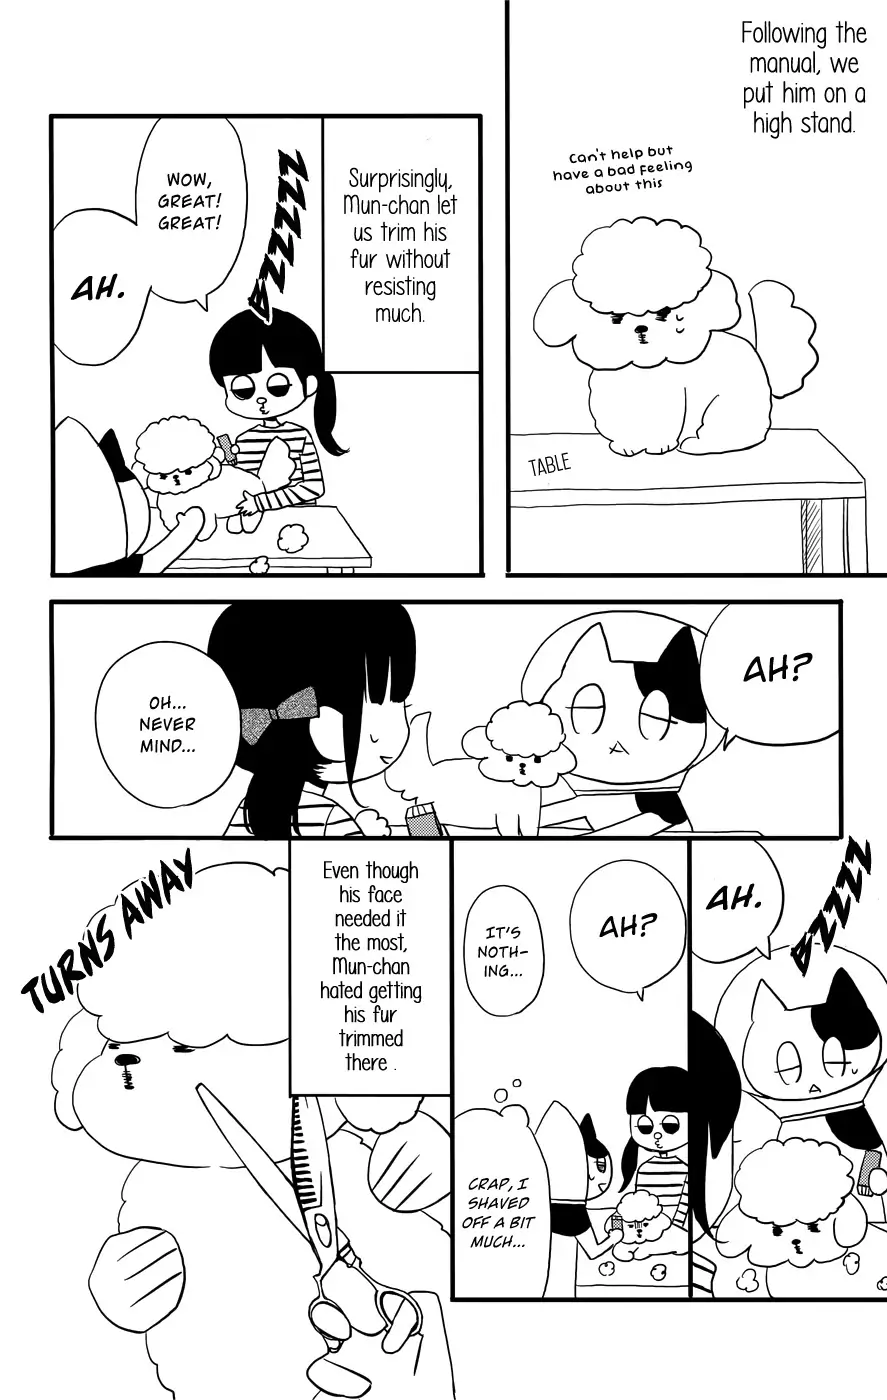 Following the
manual, we
put him on a
high stand.
Can't help but
have a bad feeling
about this
TABLE
Surprisingly,
Mun-chan let
us trim his
fur without
resisting
much.
BZZZZZ
WOW,
GREAT!
GREAT!
AH.
AH?
OH...
NEVER
MIND...
BZZZZ
AH.
AH?
IT'S
NOTH-
ING...
CRAP, I
SHAVED
OFF A BIT
MUCH...
Even though
his face
needed it
the most,
Mun-chan
hated getting
his fur
trimmed
there .
TURNS AWAY